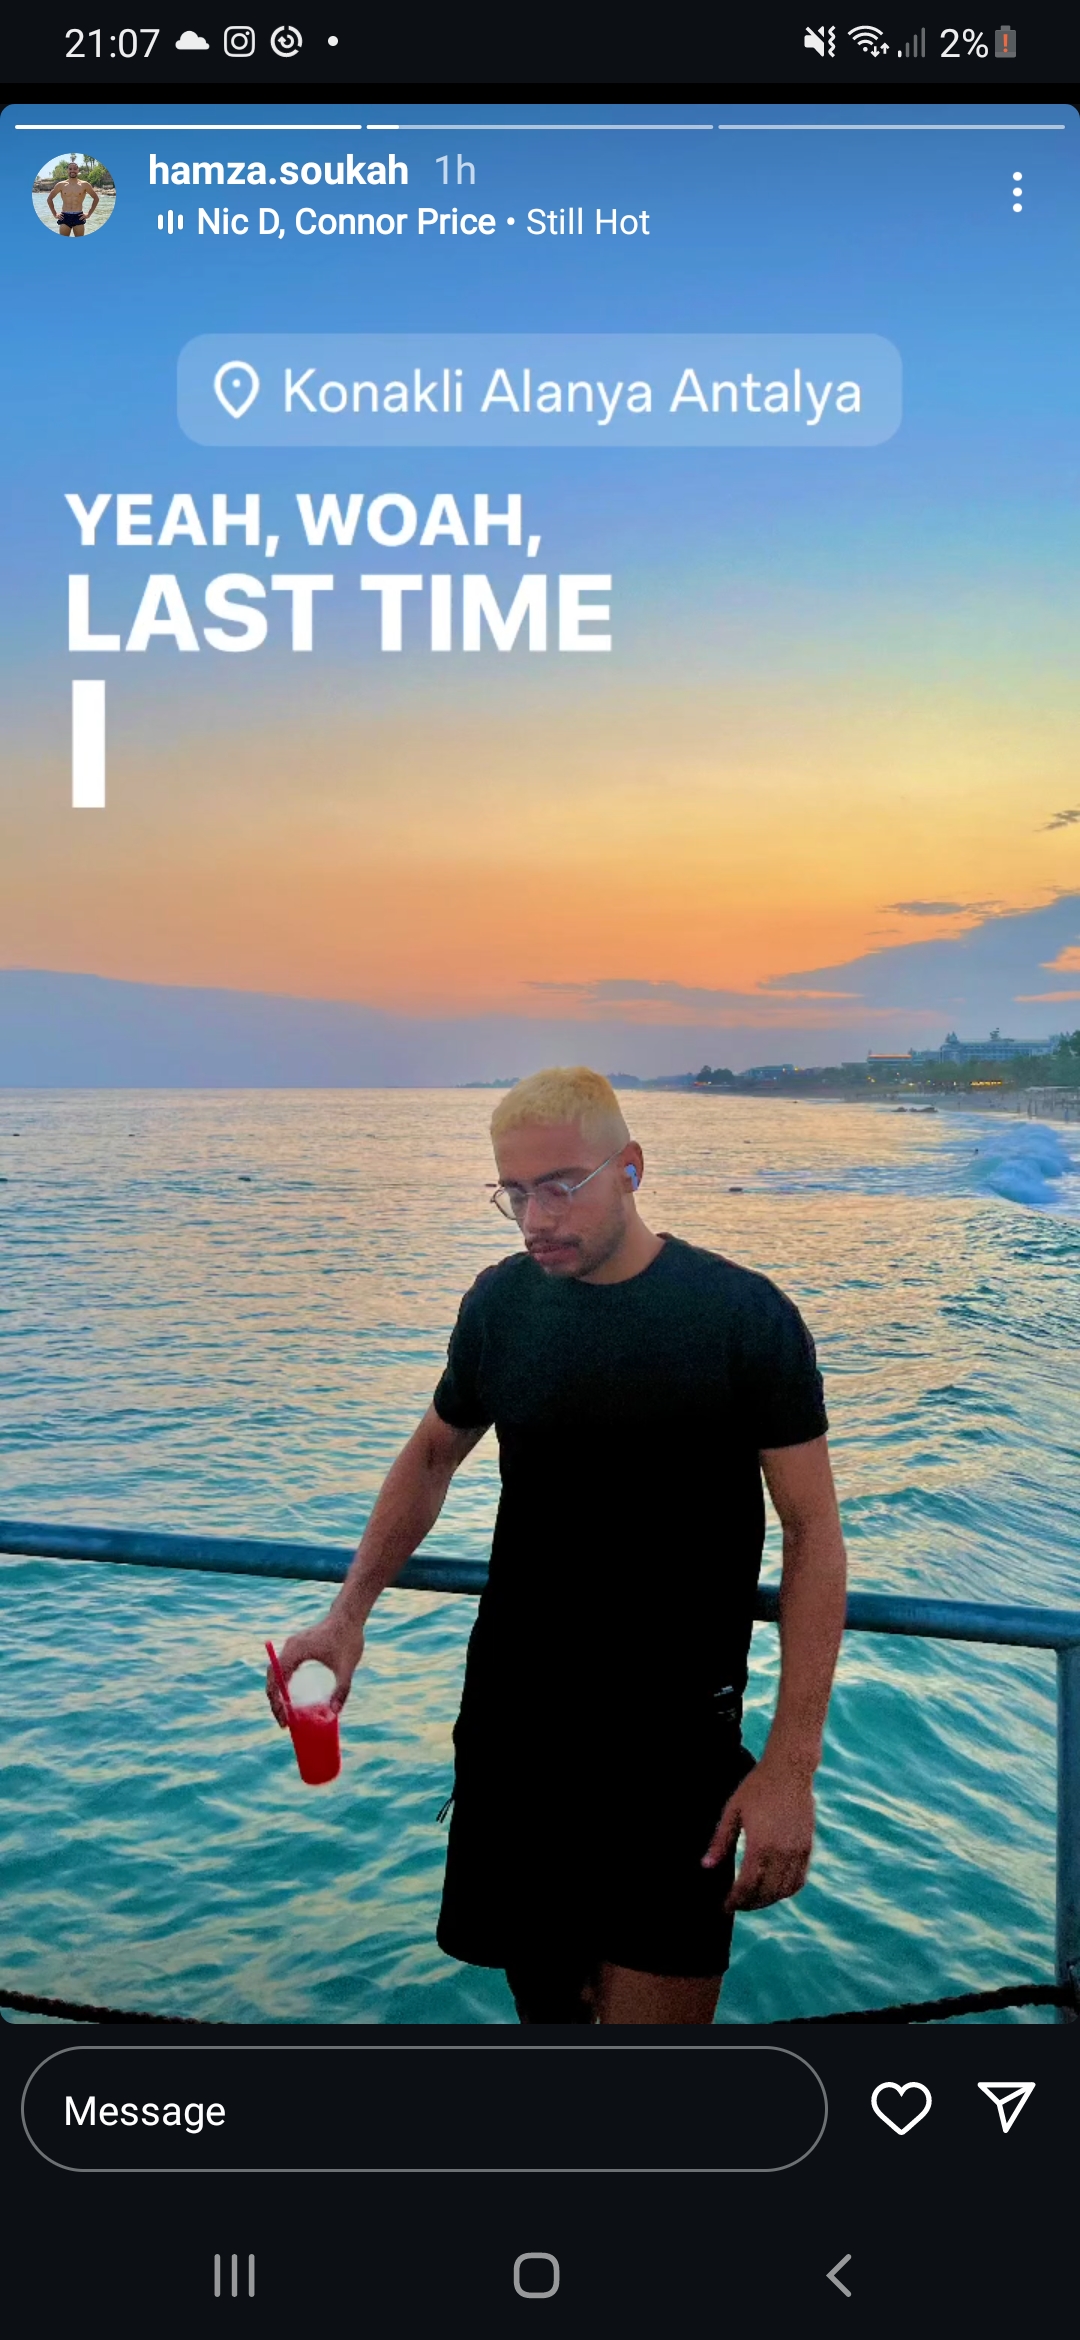 21:07
2%
hamza.soukah 1h
Nic D, Connor Price • Still Hot
Konakli Alanya Antalya
YEAH, WOAH,
LAST TIME
I
Message